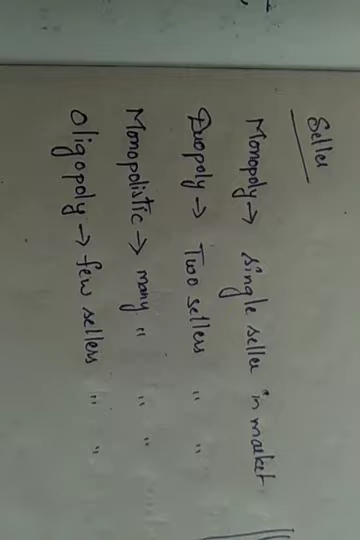 Seller
Monopoly → single seller in market
Duopoly → Two sellers " "
Monopolistic → many " " "
Oligopoly → few sellers " "